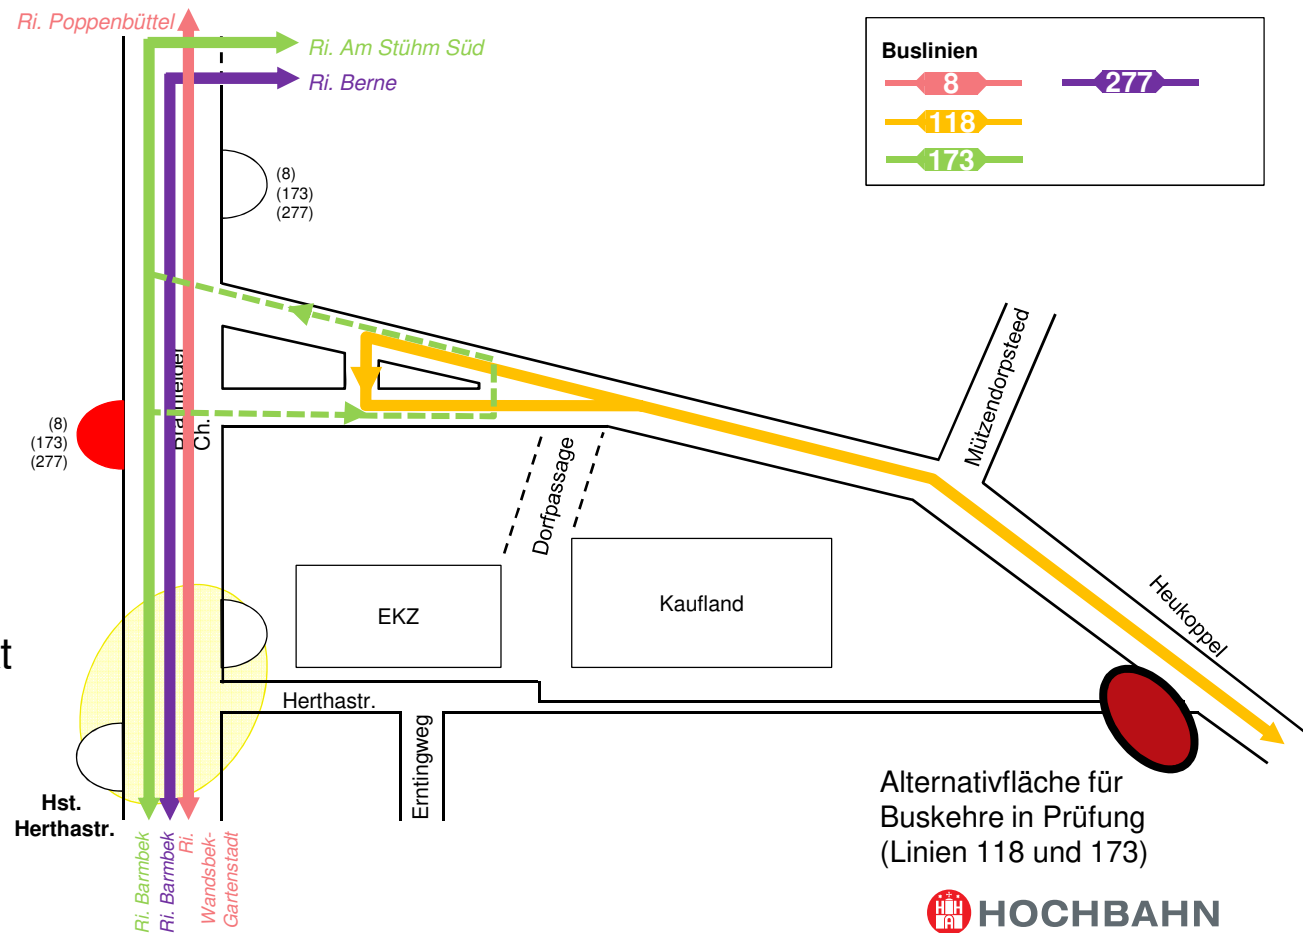 Ri. Poppenbüttel
Ri. Am Stühm Süd
Ri. Berne
Buslinien
8
277
118
173
(8)
(173)
(277)
Mützendorpsteed
Ch.
(8)
(173)
(277)
Dorfpassage
EKZ
Kaufland
Heukoppel
Herthastr.
Erntingweg
Hst.
Herthastr.
Ri. Barmbek
Ri. Barmbek
Ri.
Wandsbek-
Gartenstadt
Alternativfläche für
Buskehre in Prüfung
(Linien 118 und 173)
HOCHBAHN